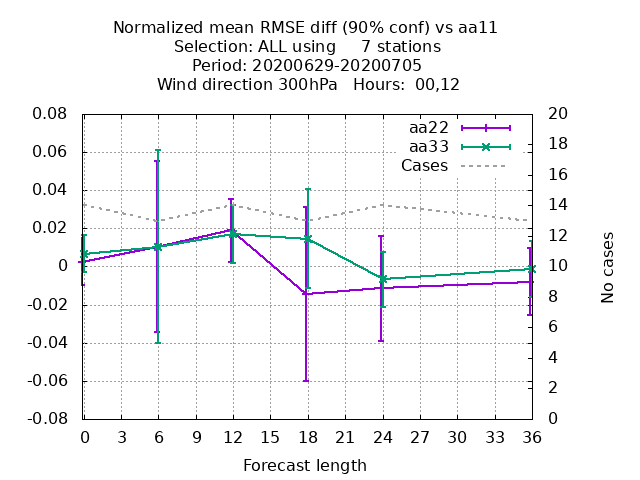 Normalized mean RMSE diff (90% conf) vs aa11
Selection: ALL using     7 stations
Period: 20200629-20200705
Wind direction 300hPa   Hours:  00,12
aa22
aa33
Cases
0.08
0.06
0.04
0.02
0
-0.02
-0.04
-0.06
-0.08
20
18
16
14
12
10
8
6
4
2
0
No cases
0 3 6 9 12 15 18 21 24 27 30 33 36
Forecast length